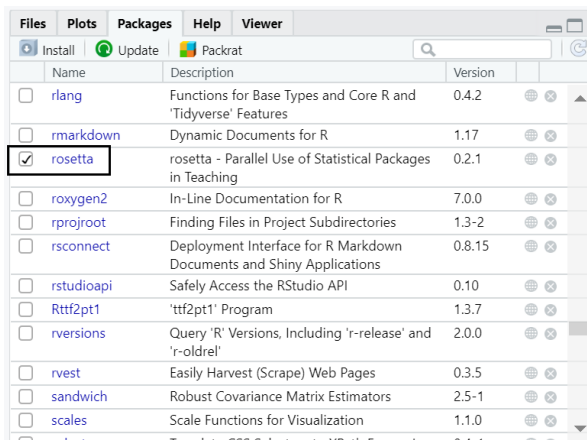 Files Plots Packages Help Viewer
Install Update Packrat
Name Description Version
rlang Functions for Base Types and Core R and 0.4.2
'Tidyverse' Features
rmarkdown Dynamic Documents for R 1.17
rosetta rosetta - Parallel Use of Statistical Packages 0.2.1
in Teaching
roxygen2 In-Line Documentation for R 7.0.0
rprojroot Finding Files in Project Subdirectories 1.3-2
rsconnect Deployment Interface for R Markdown 0.8.15
Documents and Shiny Applications
rstudioapi Safely Access the RStudio API 0.10
Rttf2pt1 'ttf2pt1' Program 1.3.7
rversions Query 'R' Versions, Including 'r-release' and 2.0.0
'r-oldrel'
rvest Easily Harvest (Scrape) Web Pages 0.3.5
sandwich Robust Covariance Matrix Estimators 2.5-1
scales Scale Functions for Visualization 1.1.0